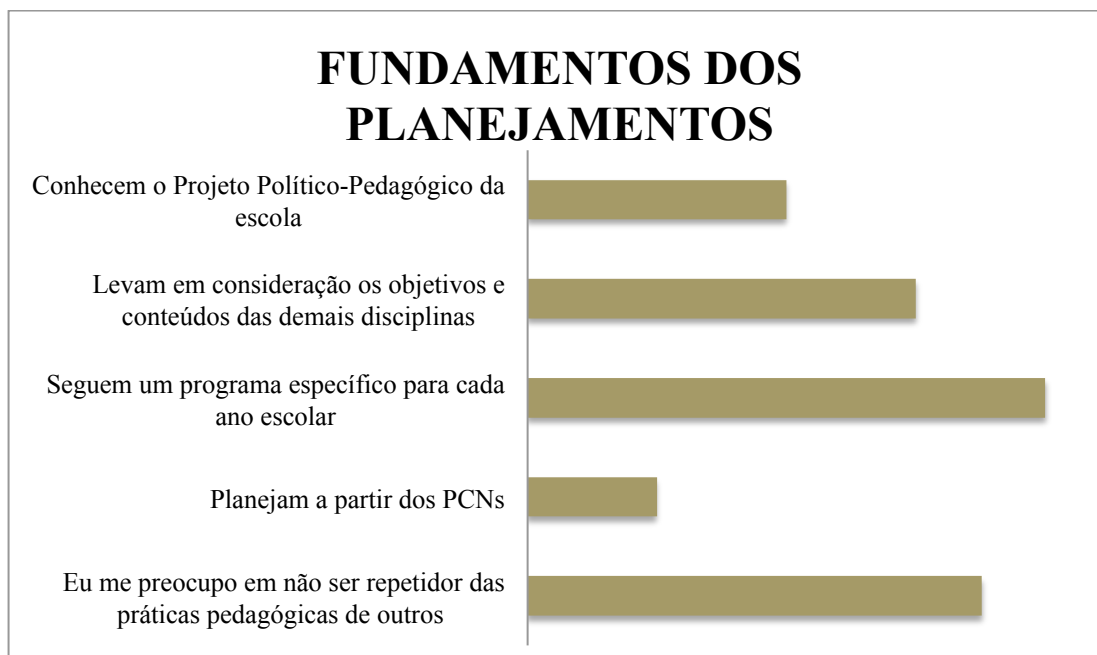 FUNDAMENTOS DOS
PLANEJAMENTOS
Conhecem o Projeto Político-Pedagógico da
escola
Levam em consideração os objetivos e
conteúdos das demais disciplinas
Seguem um programa específico para cada
ano escolar
Planejam a partir dos PCNs
Eu me preocupo em não ser repetidor das
práticas pedagógicas de outros